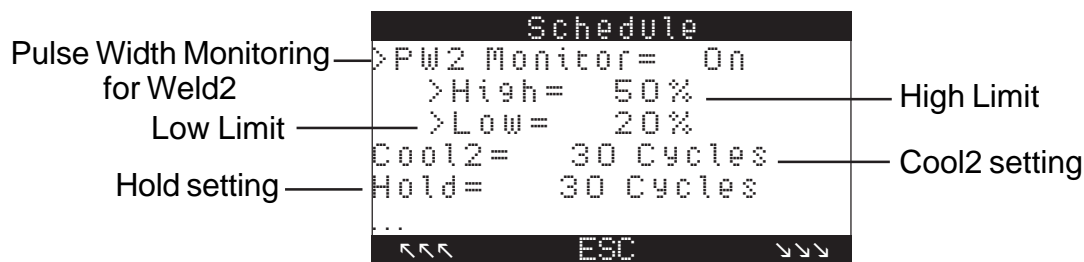 Schedule
Pulse Width Monitoring
for Weld2
>PW2 Monitor= On
>High= 50%
High Limit
Low Limit
>Low= 20%
Cool2= 30 Cycles
Cool2 setting
Hold setting
Hold= 30 Cycles
...
↖↖↖ ESC ↘↘↘